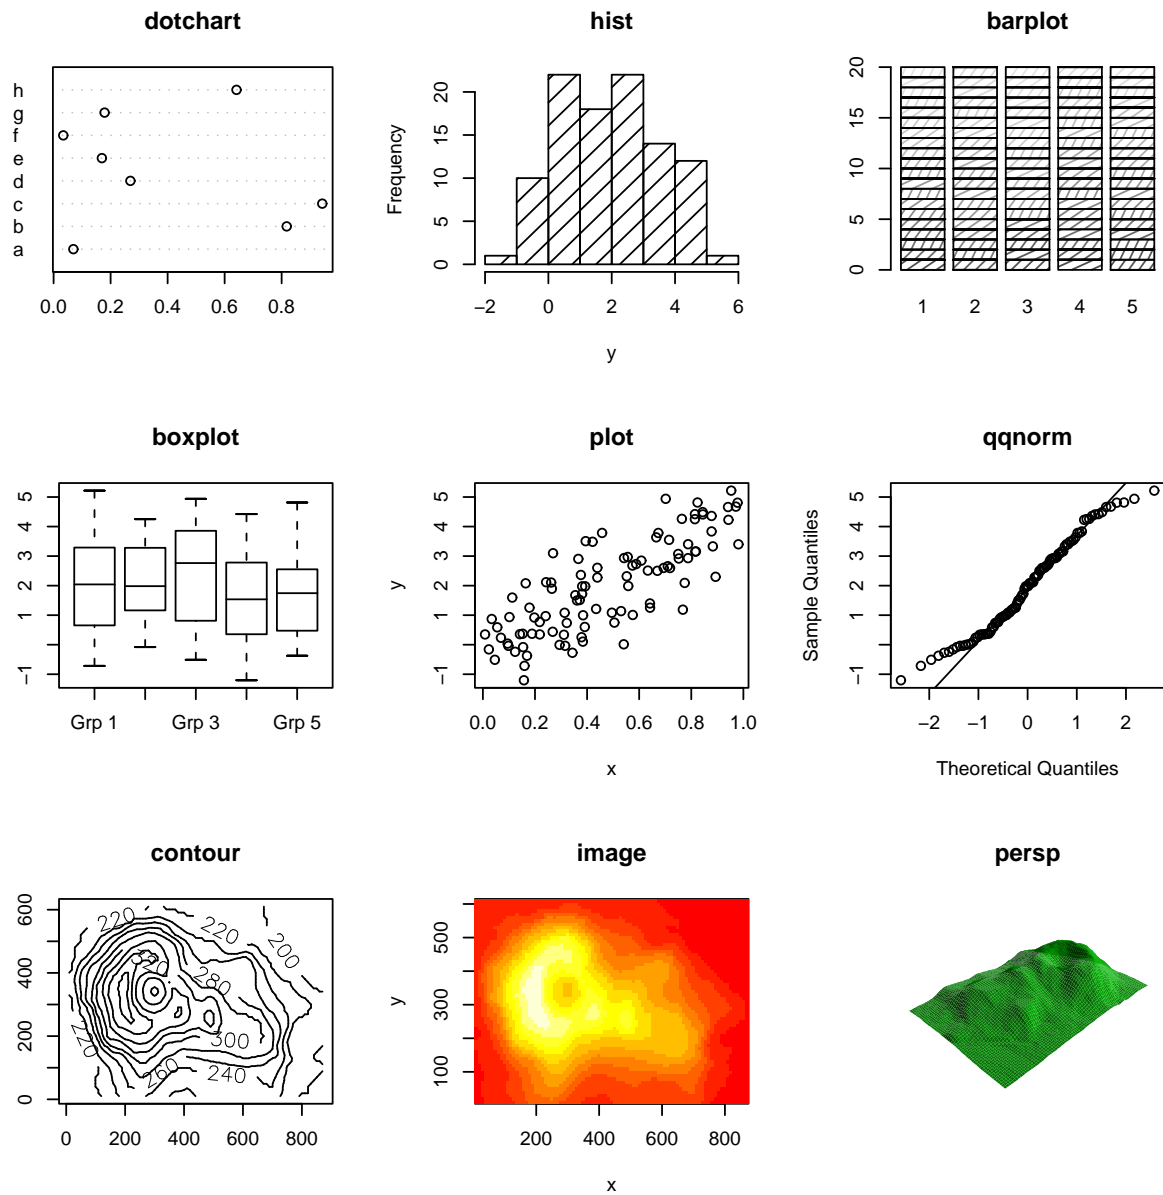 dotchart
h
g
f
e
d
c
b
a
0.0 0.2 0.4 0.6 0.8
hist
Frequency
20
15
10
5
0
−2 0 2 4 6
y
barplot
20
15
10
5
0
1 2 3 4 5
boxplot
5
4
3
2
1
−1
Grp 1 Grp 3 Grp 5
plot
y
5
4
3
2
1
−1
0.0 0.2 0.4 0.6 0.8 1.0
x
qqnorm
Sample Quantiles
5
4
3
2
1
−1
−2 −1 0 1 2
Theoretical Quantiles
contour
600
400
200
0
220
220
200
280
300
220
260
240
0 200 400 600 800
image
y
500
300
100
200 400 600 800
x
persp